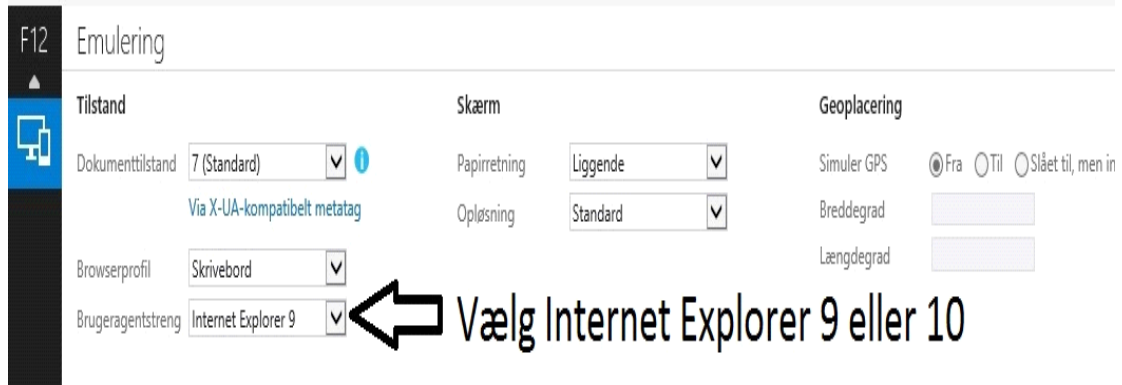 F12
Emulering
Tilstand
Dokumenttilstand 7 (Standard)
Via X-UA-kompatibelt metatag
Browserprofil Skrivebord
Brugeragentstreng Internet Explorer 9
Skærm
Papirretning Liggende
Opløsning Standard
Geoplacering
Simuler GPS Fra Til Slået til, men in
Breddegrad
Længdegrad
Vælg Internet Explorer 9 eller 10